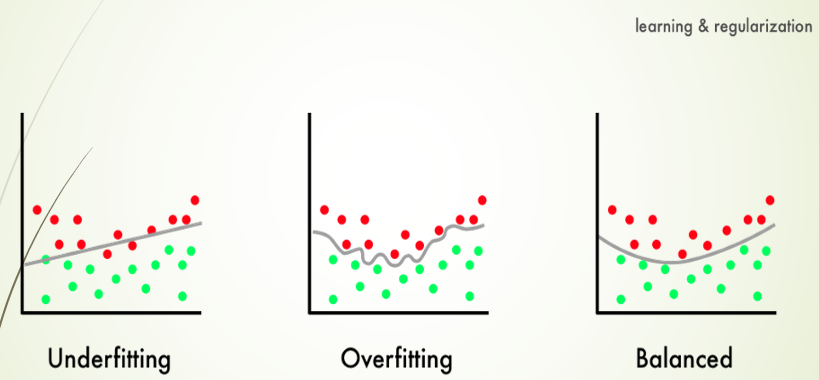 learning & regularization
Underfitting
Overfitting
Balanced